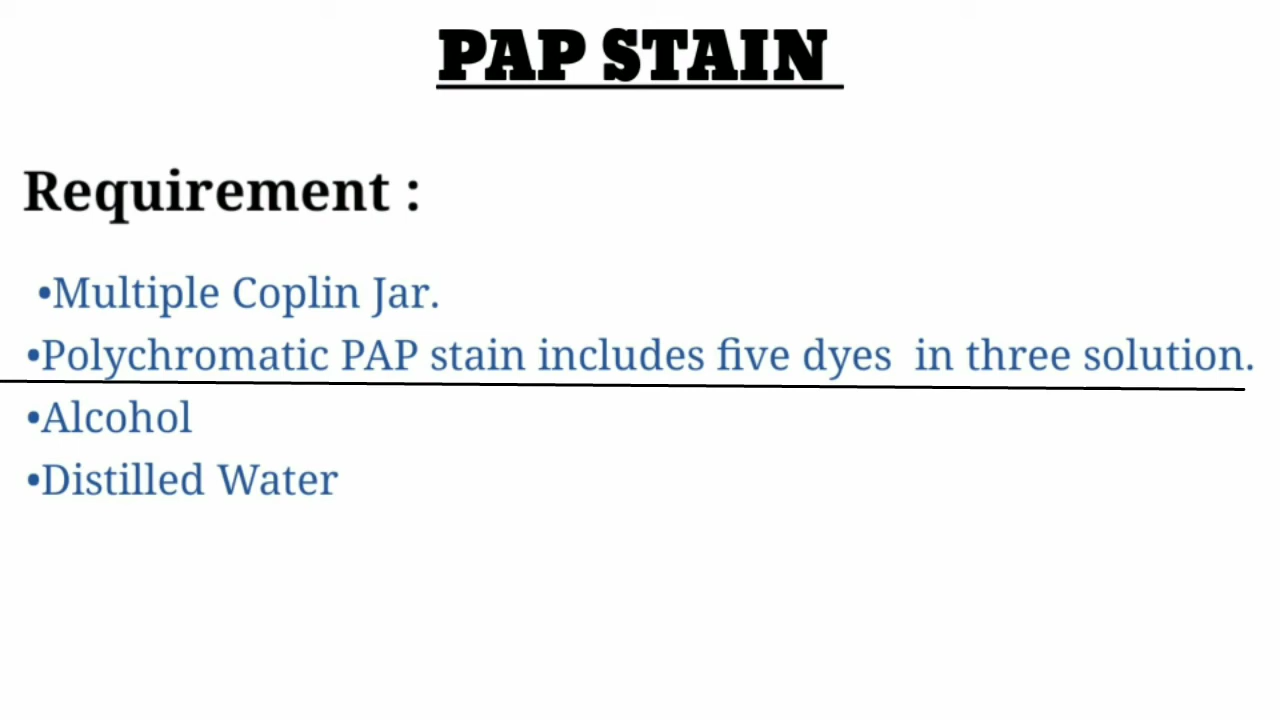 PAP STAIN
Requirement :
•Multiple Coplin Jar.
•Polychromatic PAP stain includes five dyes  in three solution.
•Alcohol
•Distilled Water